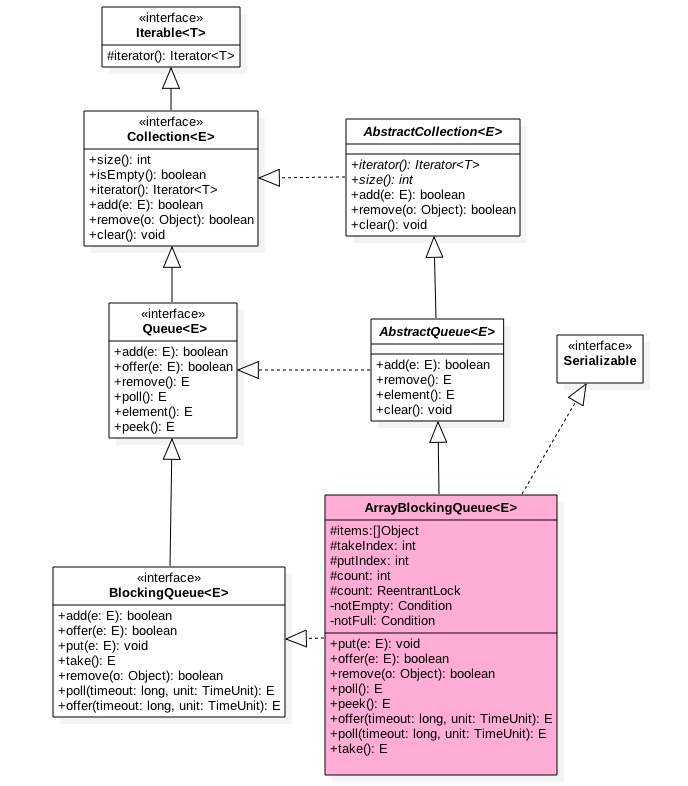 «interface»
Iterable<T>
#iterator(): Iterator<T>
«interface»
Collection<E>
+size(): int
+isEmpty(): boolean
+iterator(): Iterator<T>
+add(e: E): boolean
+remove(o: Object): boolean
+clear(): void
AbstractCollection<E>
+iterator(): Iterator<T>
+size(): int
+add(e: E): boolean
+remove(o: Object): boolean
+clear(): void
«interface»
Queue<E>
+add(e: E): boolean
+offer(e: E): boolean
+remove(): E
+poll(): E
+element(): E
+peek(): E
AbstractQueue<E>
+add(e: E): boolean
+remove(): E
+element(): E
+clear(): void
«interface»
Serializable
«interface»
BlockingQueue<E>
+add(e: E): boolean
+offer(e: E): boolean
+put(e: E): void
+take(): E
+remove(o: Object): boolean
+poll(timeout: long, unit: TimeUnit): E
+offer(timeout: long, unit: TimeUnit): E
ArrayBlockingQueue<E>
#items:[]Object
#takeIndex: int
#putIndex: int
#count: int
#count: ReentrantLock
-notEmpty: Condition
-notFull: Condition
+put(e: E): void
+offer(e: E): boolean
+remove(o: Object): boolean
+poll(): E
+peek(): E
+offer(timeout: long, unit: TimeUnit): E
+poll(timeout: long, unit: TimeUnit): E
+take(): E